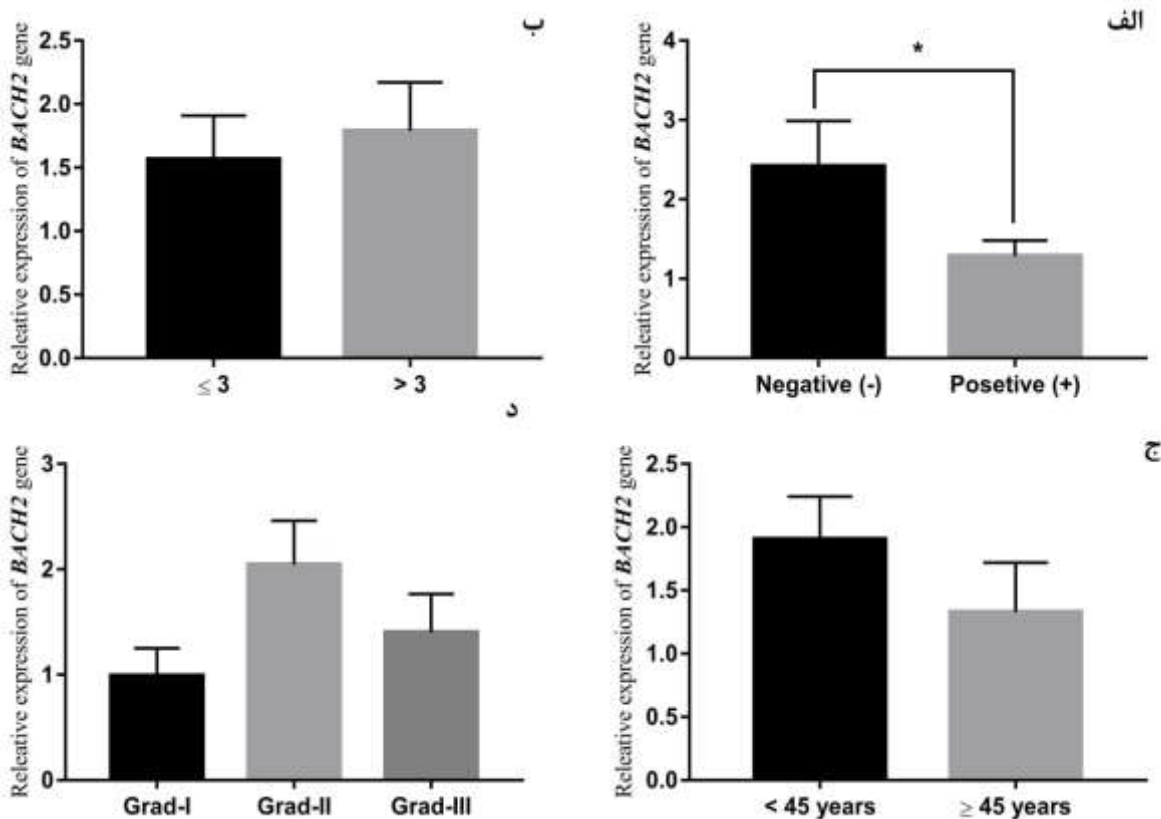 الف
Releative expression of BACH2 gene
4
3
2
1
0
*
Negative (-) Posetive (+)
ب
Releative expression of BACH2 gene
2.5
2.0
1.5
1.0
0.5
0.0
≤ 3 > 3
ج
Releative expression of BACH2 gene
2.5
2.0
1.5
1.0
0.5
0.0
< 45 years ≥ 45 years
د
Releative expression of BACH2 gene
3
2
1
0
Grad-I Grad-II Grad-III